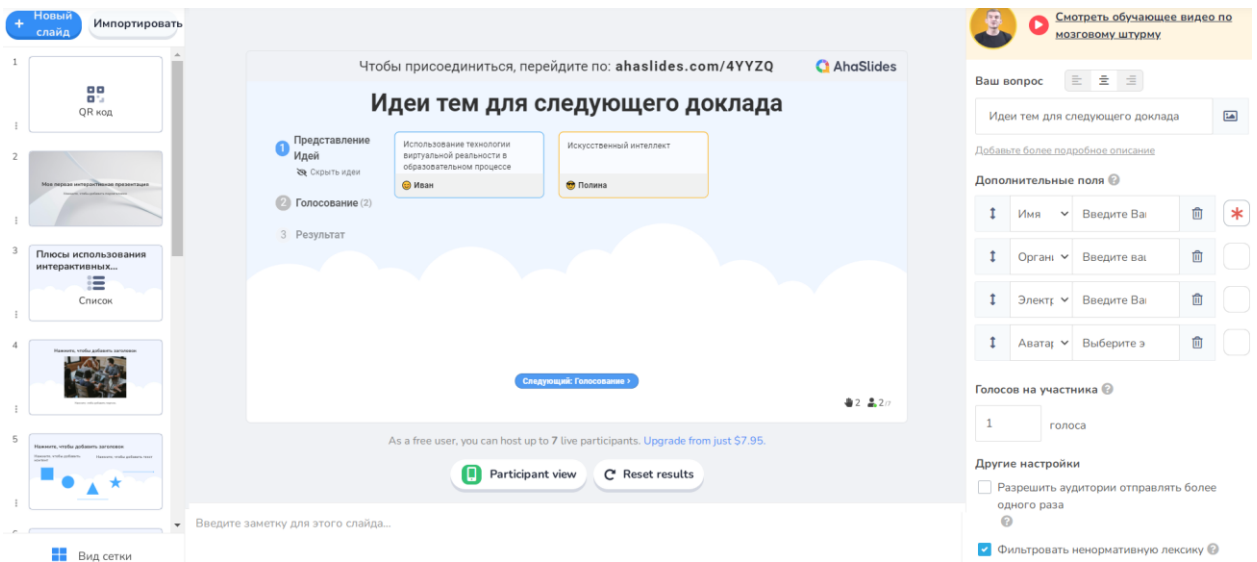 + Новый слайд
Импортировать
1
QR код
2
Моя первая интерактивная презентация
Нажмите, чтобы добавить подзаголовок
3
Плюсы использования
интерактивных...
Список
4
Нажмите, чтобы добавить заголовок
5
Нажмите, чтобы добавить заголовок
Вид сетки
Чтобы присоединиться, перейдите по: ahaslides.com/4YYZQ
AhaSlides
Идеи тем для следующего доклада
1 Представление
Идей
Скрыть идеи
2 Голосование (2)
3 Результат
Использование технологии
виртуальной реальности в
образовательном процессе
Иван
Искусственный интеллект
Полина
Следующий: Голосование >
2 2/7
As a free user, you can host up to 7 live participants. Upgrade from just $7.95.
Participant view
Reset results
Введите заметку для этого слайда...
Смотреть обучающее видео по
мозговому штурму
Ваш вопрос
Идеи тем для следующего доклада
Добавьте более подробное описание
Дополнительные поля ?
Имя Введите Ва
Органи Введите ваш
Электр Введите Ва
Аватар Выберите э
Голосов на участника ?
1 голоса
Другие настройки
Разрешить аудитории отправлять более
одного раза
?
Фильтровать ненормативную лексику ?